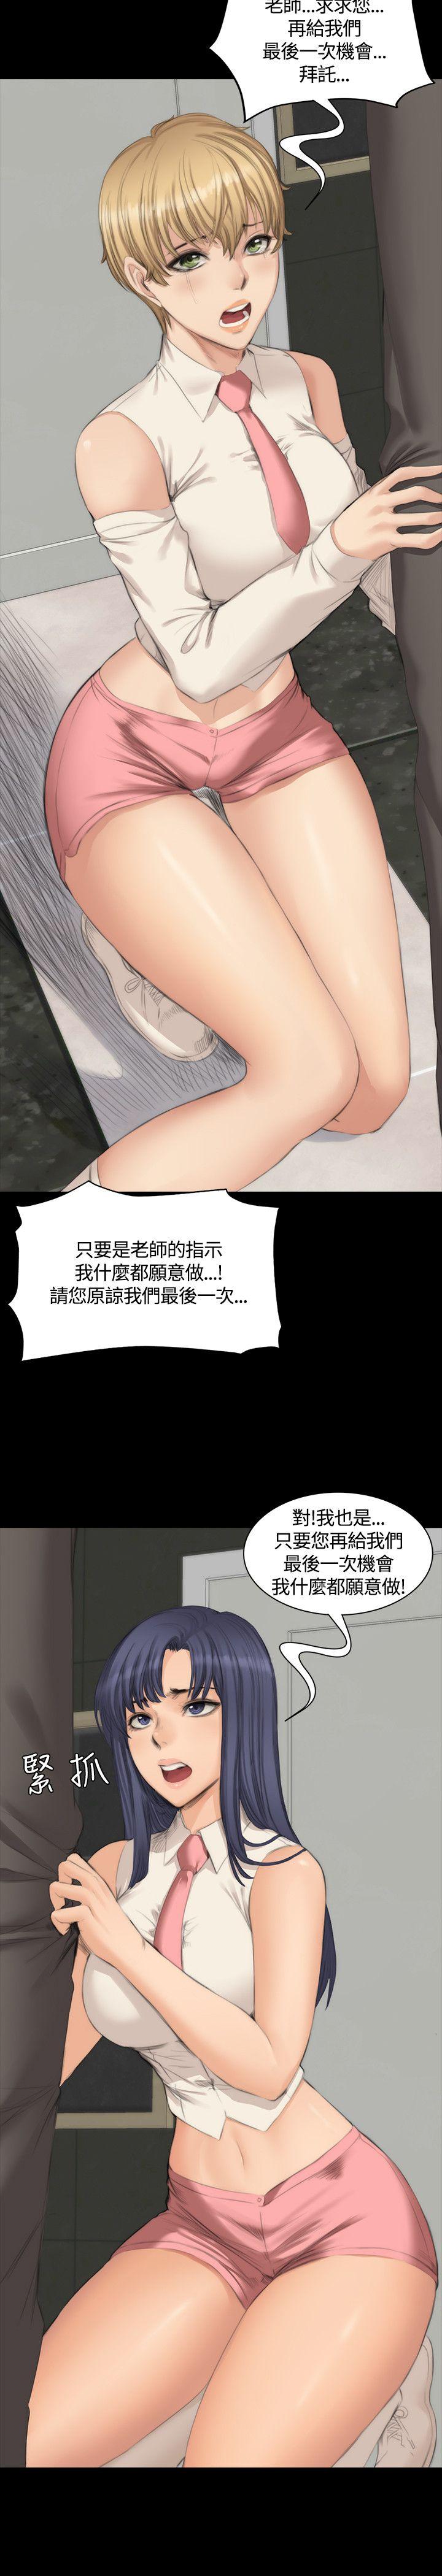 老師...求求您...
再給我們
最後一次機會...
拜託...
只要是老師的指示
我什麼都願意做...!
請您原諒我們最後一次...
對!我也是...
只要您再給我們
最後一次機會
我什麼都願意做!
緊抓